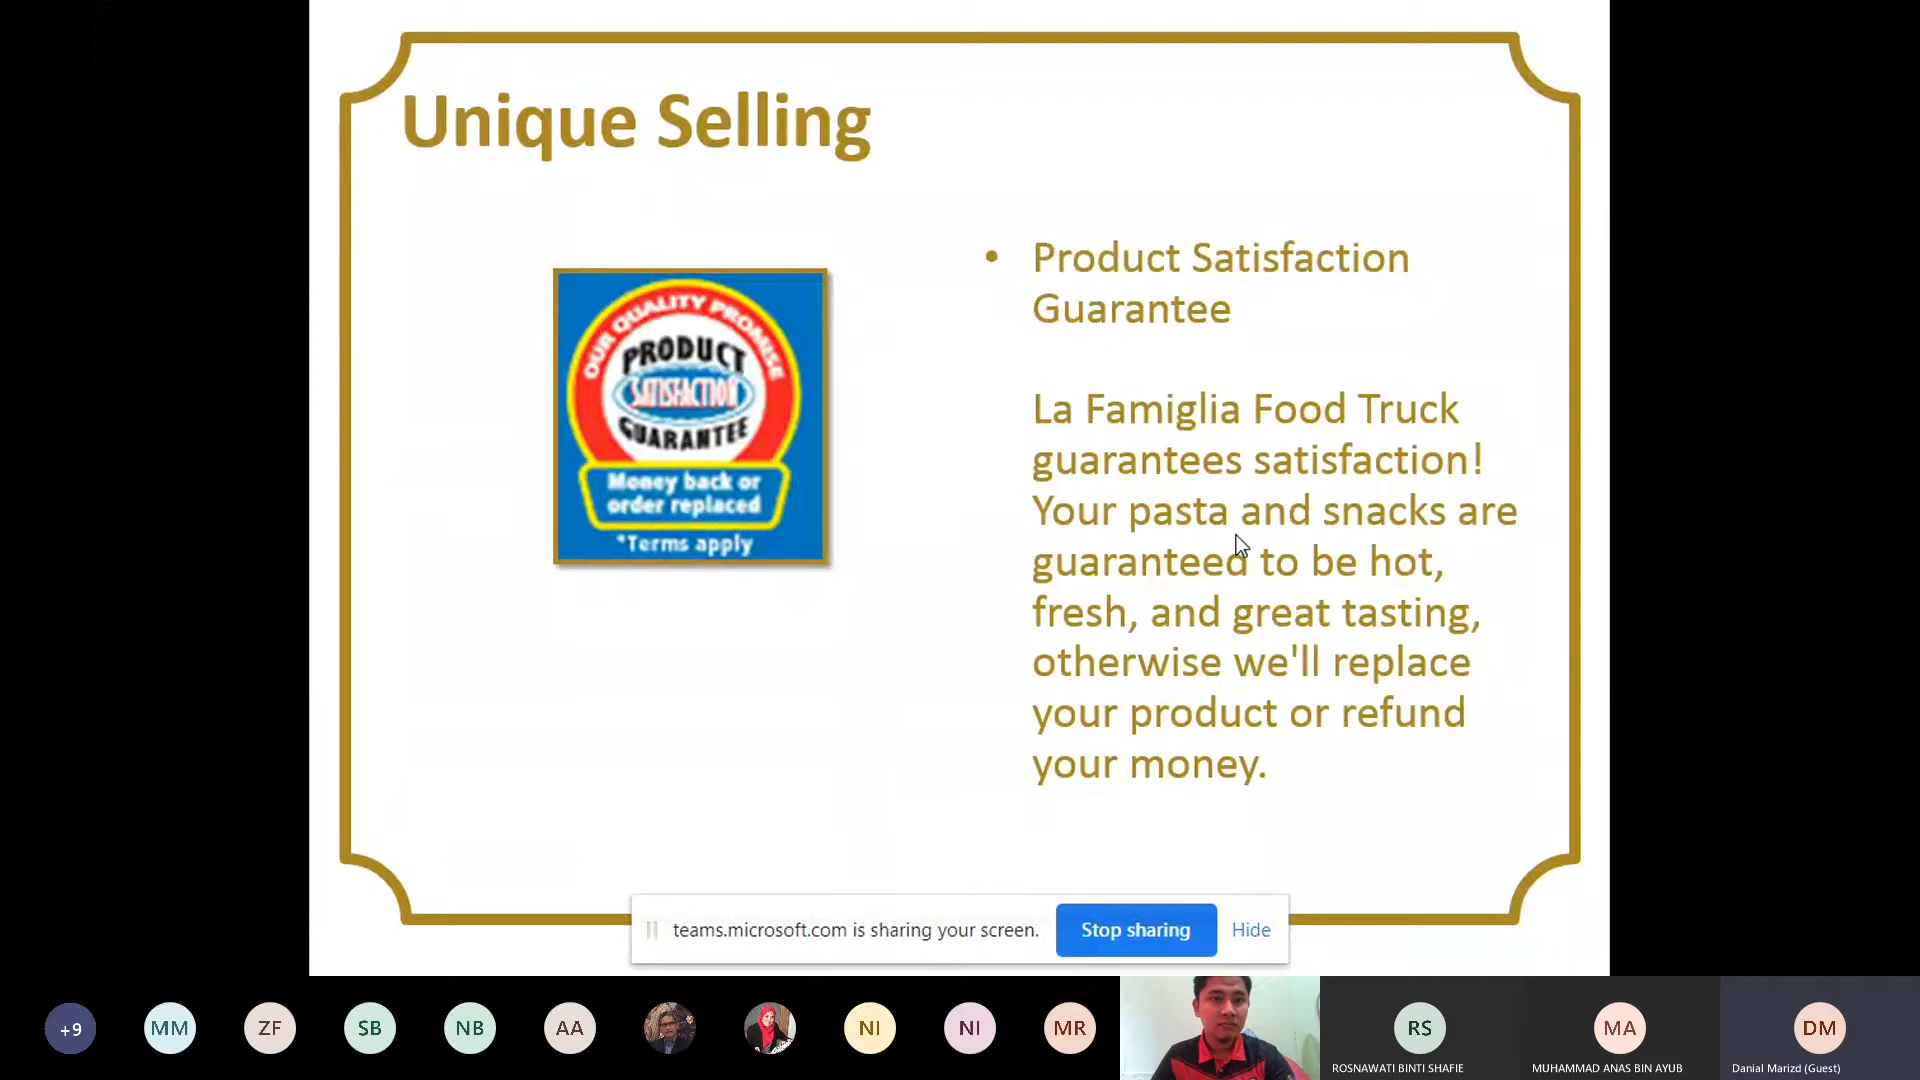 Unique Selling
OUR QUALITY PROMISE
PRODUCT
SATISFACTION
GUARANTEE
Money back or
order replaced
*Terms apply
• Product Satisfaction
Guarantee
La Famiglia Food Truck
guarantees satisfaction!
Your pasta and snacks are
guaranteed to be hot,
fresh, and great tasting,
otherwise we'll replace
your product or refund
your money.
teams.microsoft.com is sharing your screen. Stop sharing Hide
+9 MM ZF SB NB AA NI NI MR RS MA DM
ROSNAWATI BINTI SHAFIE MUHAMMAD ANAS BIN AYUB Danial Marizd (Guest)